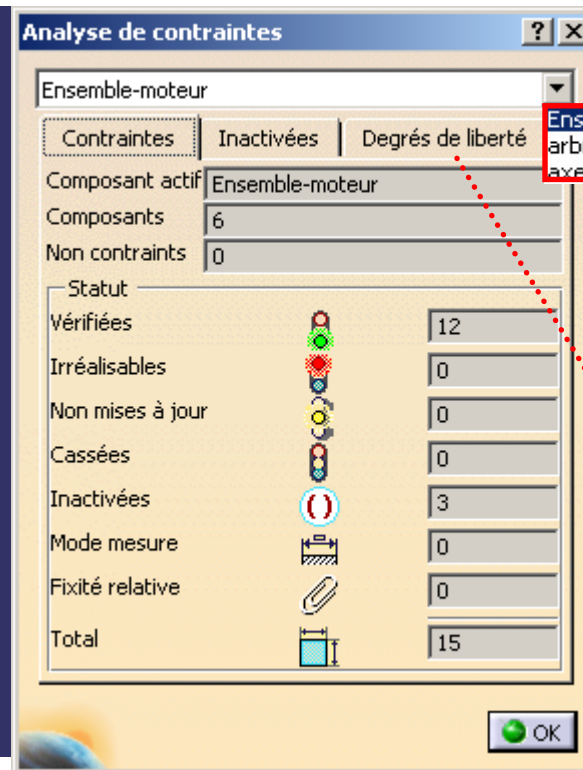 Analyse de contraintes
Ensemble-moteur
Contraintes Inactivées Degrés de liberté
Composant actif Ensemble-moteur
Composants 6
Non contraints 0
Statut
Vérifiées 12
Irréalisables 0
Non mises à jour 0
Cassées 0
Inactivées 3
Mode mesure 0
Fixité relative 0
Total 15
OK